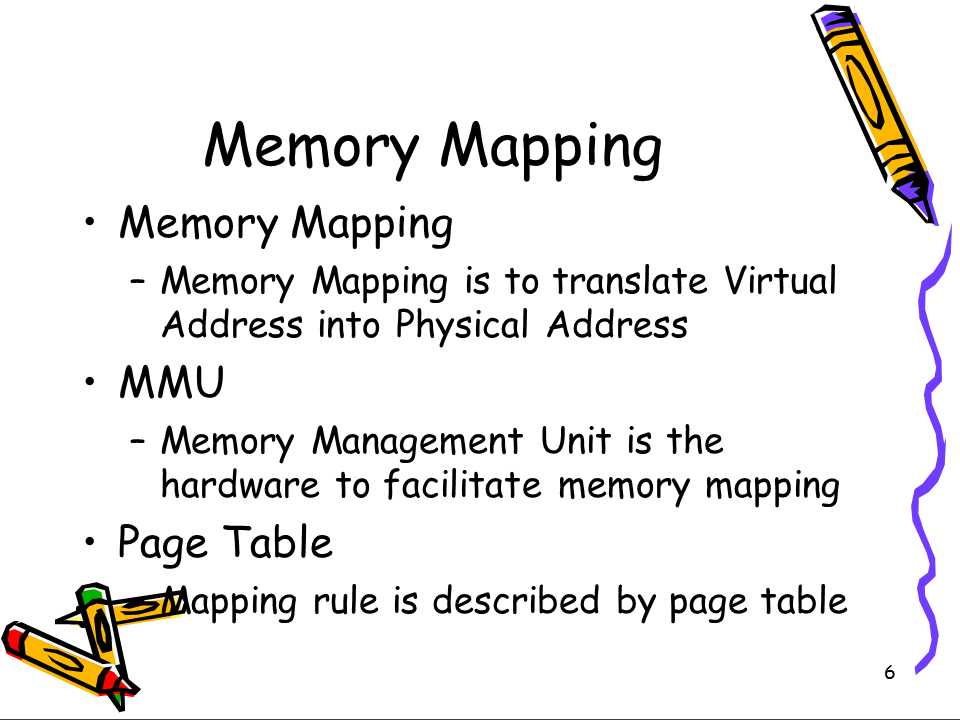 Memory Mapping
• Memory Mapping
– Memory Mapping is to translate Virtual
Address into Physical Address
• MMU
– Memory Management Unit is the
hardware to facilitate memory mapping
• Page Table
Mapping rule is described by page table
6